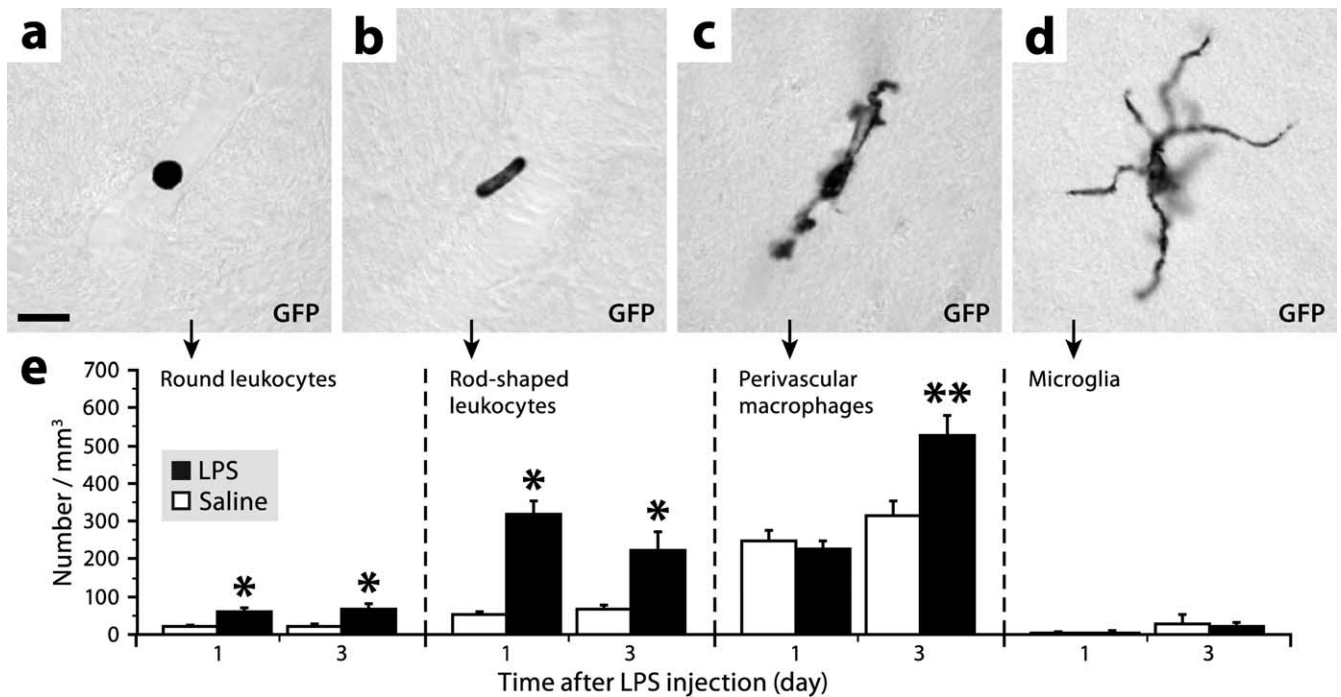 a
b
c
d
GFP
GFP
GFP
GFP
e
Round leukocytes
Rod-shaped
leukocytes
Perivascular
macrophages
Microglia
Number / mm³
700
600
500
400
300
200
100
0
LPS
Saline
*
*
*
*
**
1
3
1
3
1
3
1
3
Time after LPS injection (day)